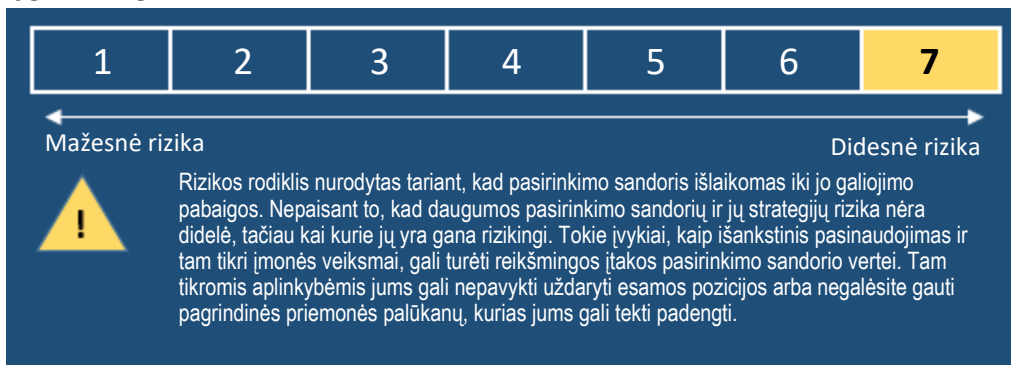 1 2 3 4 5 6 7
Mažesnė rizika Didesnė rizika
Rizikos rodiklis nurodytas tariant, kad pasirinkimo sandoris išlaikomas iki jo galiojimo
pabaigos. Nepaisant to, kad daugumos pasirinkimo sandorių ir jų strategijų rizika nėra
didelė, tačiau kai kurie jų yra gana rizikingi. Tokie įvykiai, kaip išankstinis pasinaudojimas ir
tam tikri įmonės veiksmai, gali turėti reikšmingos įtakos pasirinkimo sandorio vertei. Tam
tikromis aplinkybėmis jums gali nepavykti uždaryti esamos pozicijos arba negalėsite gauti
pagrindinės priemonės palūkanų, kurias jums gali tekti padengti.
!